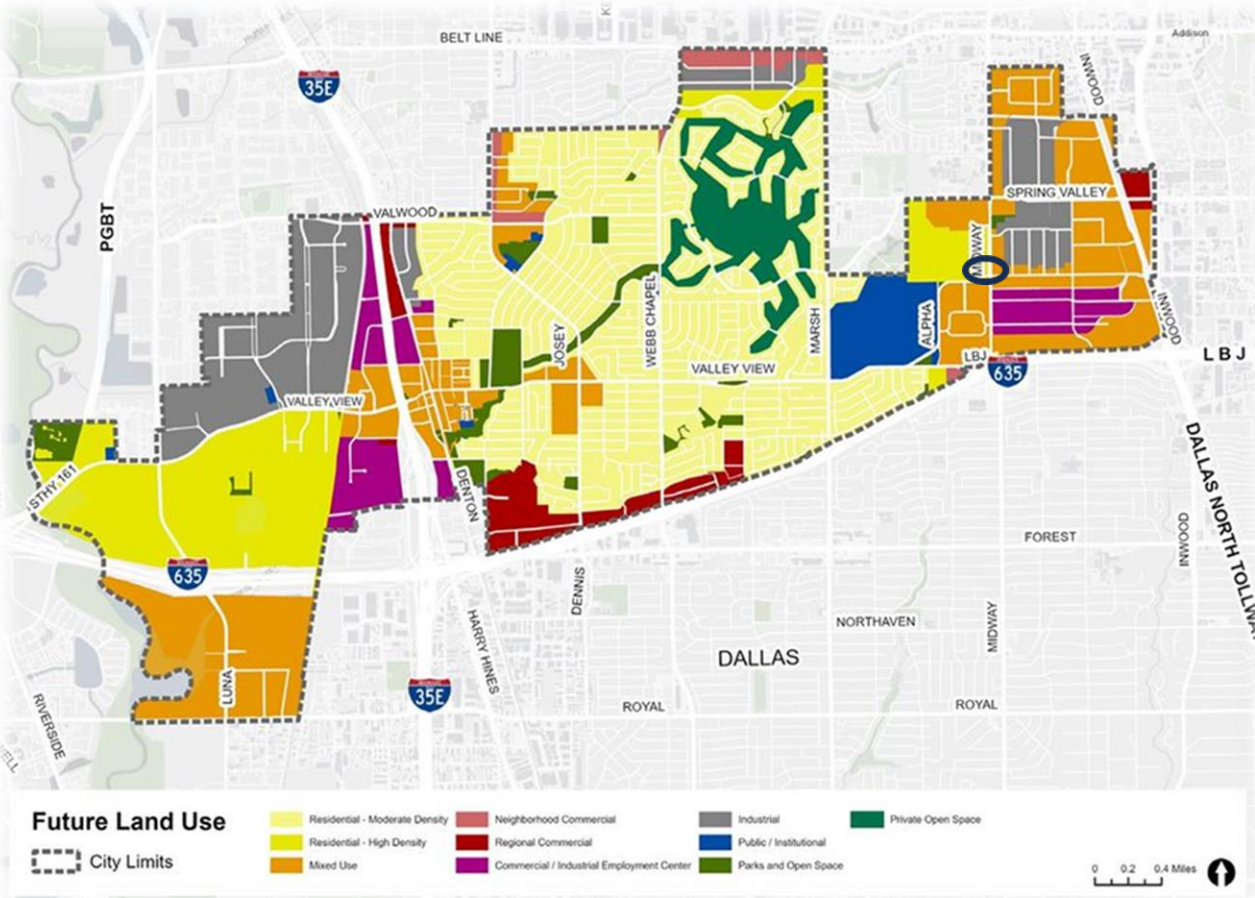 BELT LINE
Addison
35E
INWOOD
PGBT
VALWOOD
SPRING VALLEY
MIDWAY
JOSEY
WEBB CHAPEL
MARSH
ALPHA
INWOOD
LBJ
LBJ
635
VALLEY VIEW
VALLEY VIEW
STHY 161
DENTON
DALLAS NORTH TOLLWAY
635
FOREST
INWOOD
DENNIS
HARRY HINES
NORTHAVEN
MIDWAY
DALLAS
LUNA
35E
ROYAL
ROYAL
RIVERSIDE
Future Land Use
City Limits
Residential - Moderate Density
Residential - High Density
Mixed Use
Neighborhood Commercial
Regional Commercial
Commercial / Industrial Employment Center
Industrial
Public / Institutional
Parks and Open Space
Private Open Space
0 0.2 0.4 Miles